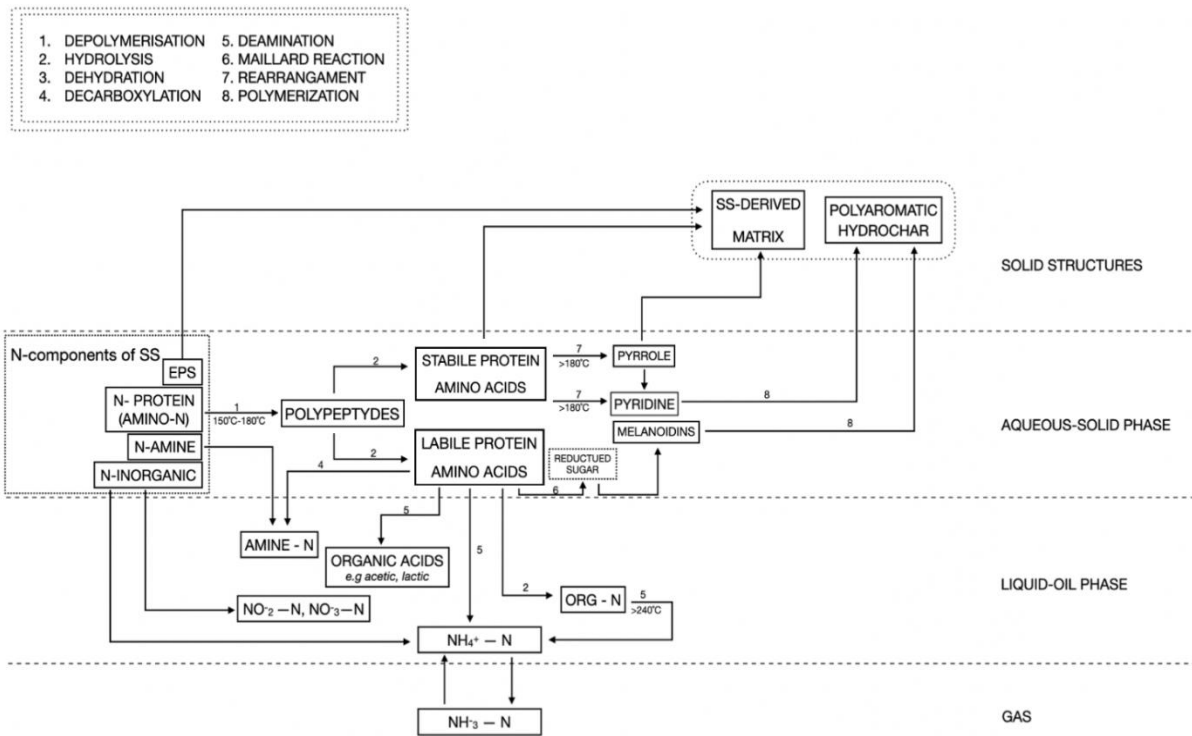 1. DEPOLYMERISATION 5. DEAMINATION
2. HYDROLYSIS 6. MAILLARD REACTION
3. DEHYDRATION 7. REARRANGAMENT
4. DECARBOXYLATION 8. POLYMERIZATION
SS-DERIVED
MATRIX
POLYAROMATIC
HYDROCHAR
SOLID STRUCTURES
N-components of SS
EPS
N- PROTEIN
(AMINO-N)
N-AMINE
N-INORGANIC
1
150°C-180°C
POLYPEPTYDES
2
2
STABILE PROTEIN
AMINO ACIDS
7
>180°C
7
>180°C
PYRROLE
PYRIDINE
8
MELANOIDINS
8
LABILE PROTEIN
AMINO ACIDS
REDUCTUED
SUGAR
6
4
AQUEOUS-SOLID PHASE
AMINE - N
5
ORGANIC ACIDS
e.g acetic, lactic
5
2
ORG - N
5
>240°C
NO⁻₂ — N, NO⁻₃ — N
NH₄⁺ — N
LIQUID-OIL PHASE
NH⁻₃ — N
GAS